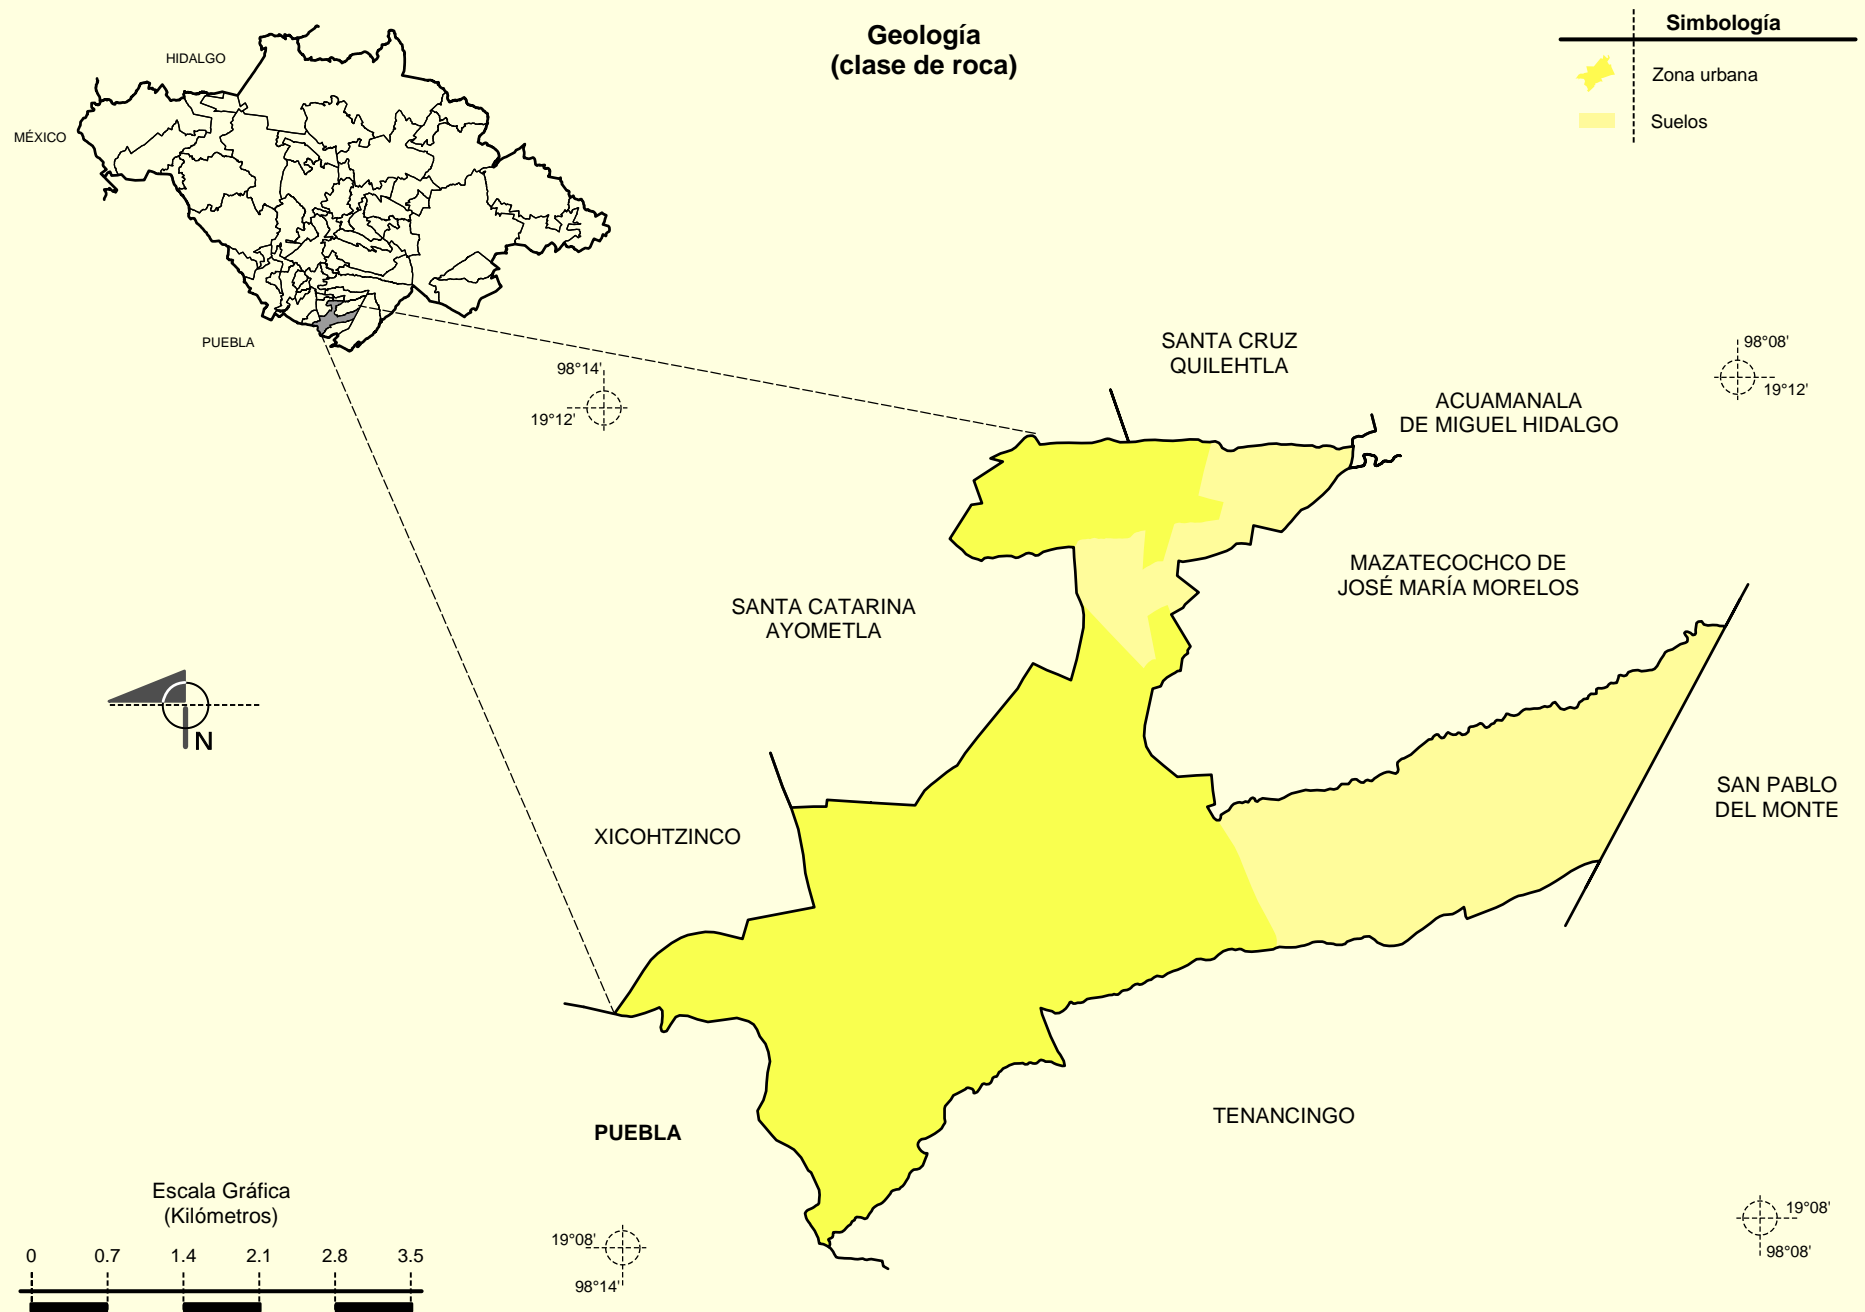 Geología
(clase de roca)
Simbología
Zona urbana
Suelos
HIDALGO
MÉXICO
PUEBLA
98°14'
19°12'
SANTA CRUZ
QUILEHTLA
98°08'
19°12'
ACUAMANALA
DE MIGUEL HIDALGO
MAZATECOCHCO DE
JOSÉ MARÍA MORELOS
SANTA CATARINA
AYOMETLA
N
SAN PABLO
DEL MONTE
XICOHTZINCO
TENANCINGO
PUEBLA
Escala Gráfica
(Kilómetros)
0 0.7 1.4 2.1 2.8 3.5
19°08'
98°14'
19°08'
98°08'